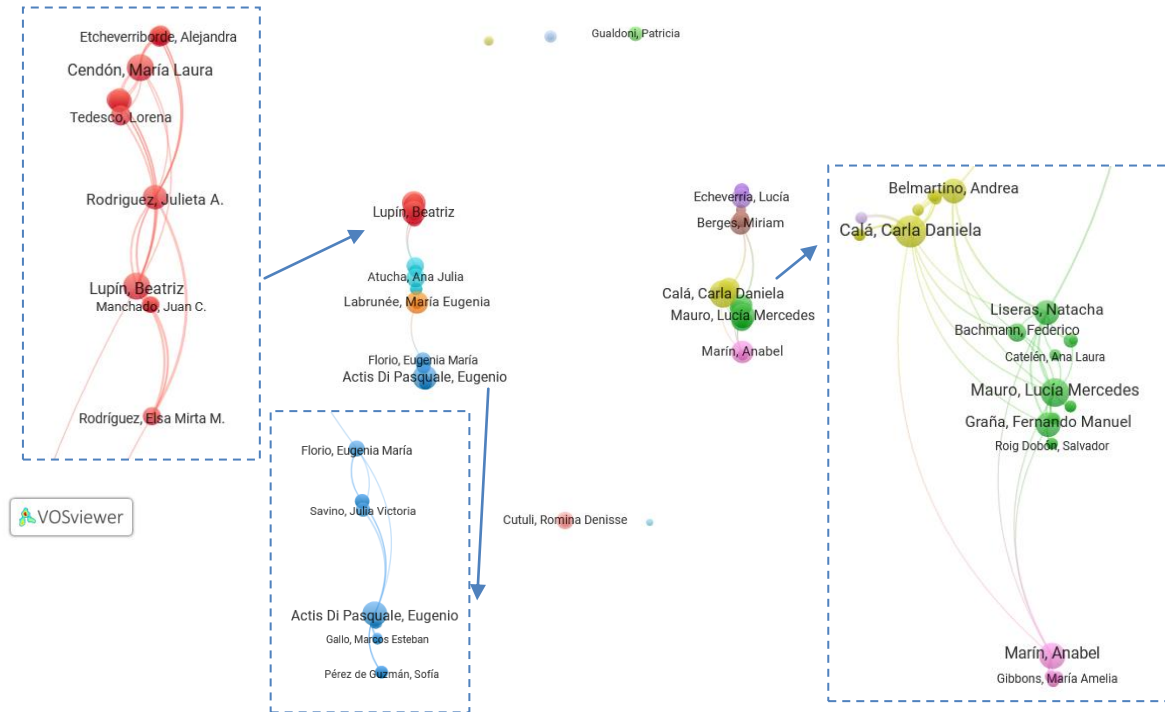 Etcheverriborde, Alejandra
Cendón, María Laura
Tedesco, Lorena
Rodriguez, Julieta A.
Lupín, Beatriz
Manchado, Juan C.
Rodríguez, Elsa Mirta M.
VOSviewer
Gualdoni, Patricia
Lupín, Beatriz
Atucha, Ana Julia
Labrunée, María Eugenia
Florio, Eugenia María
Actis Di Pasquale, Eugenio
Florio, Eugenia María
Savino, Julia Victoria
Actis Di Pasquale, Eugenio
Gallo, Marcos Esteban
Pérez de Guzmán, Sofía
Cutuli, Romina Denisse
Echeverría, Lucía
Berges, Miriam
Calá, Carla Daniela
Mauro, Lucía Mercedes
Marín, Anabel
Belmartino, Andrea
Calá, Carla Daniela
Liseras, Natacha
Bachmann, Federico
Catelén, Ana Laura
Mauro, Lucía Mercedes
Graña, Fernando Manuel
Roig Dobón, Salvador
Marín, Anabel
Gibbons, María Amelia